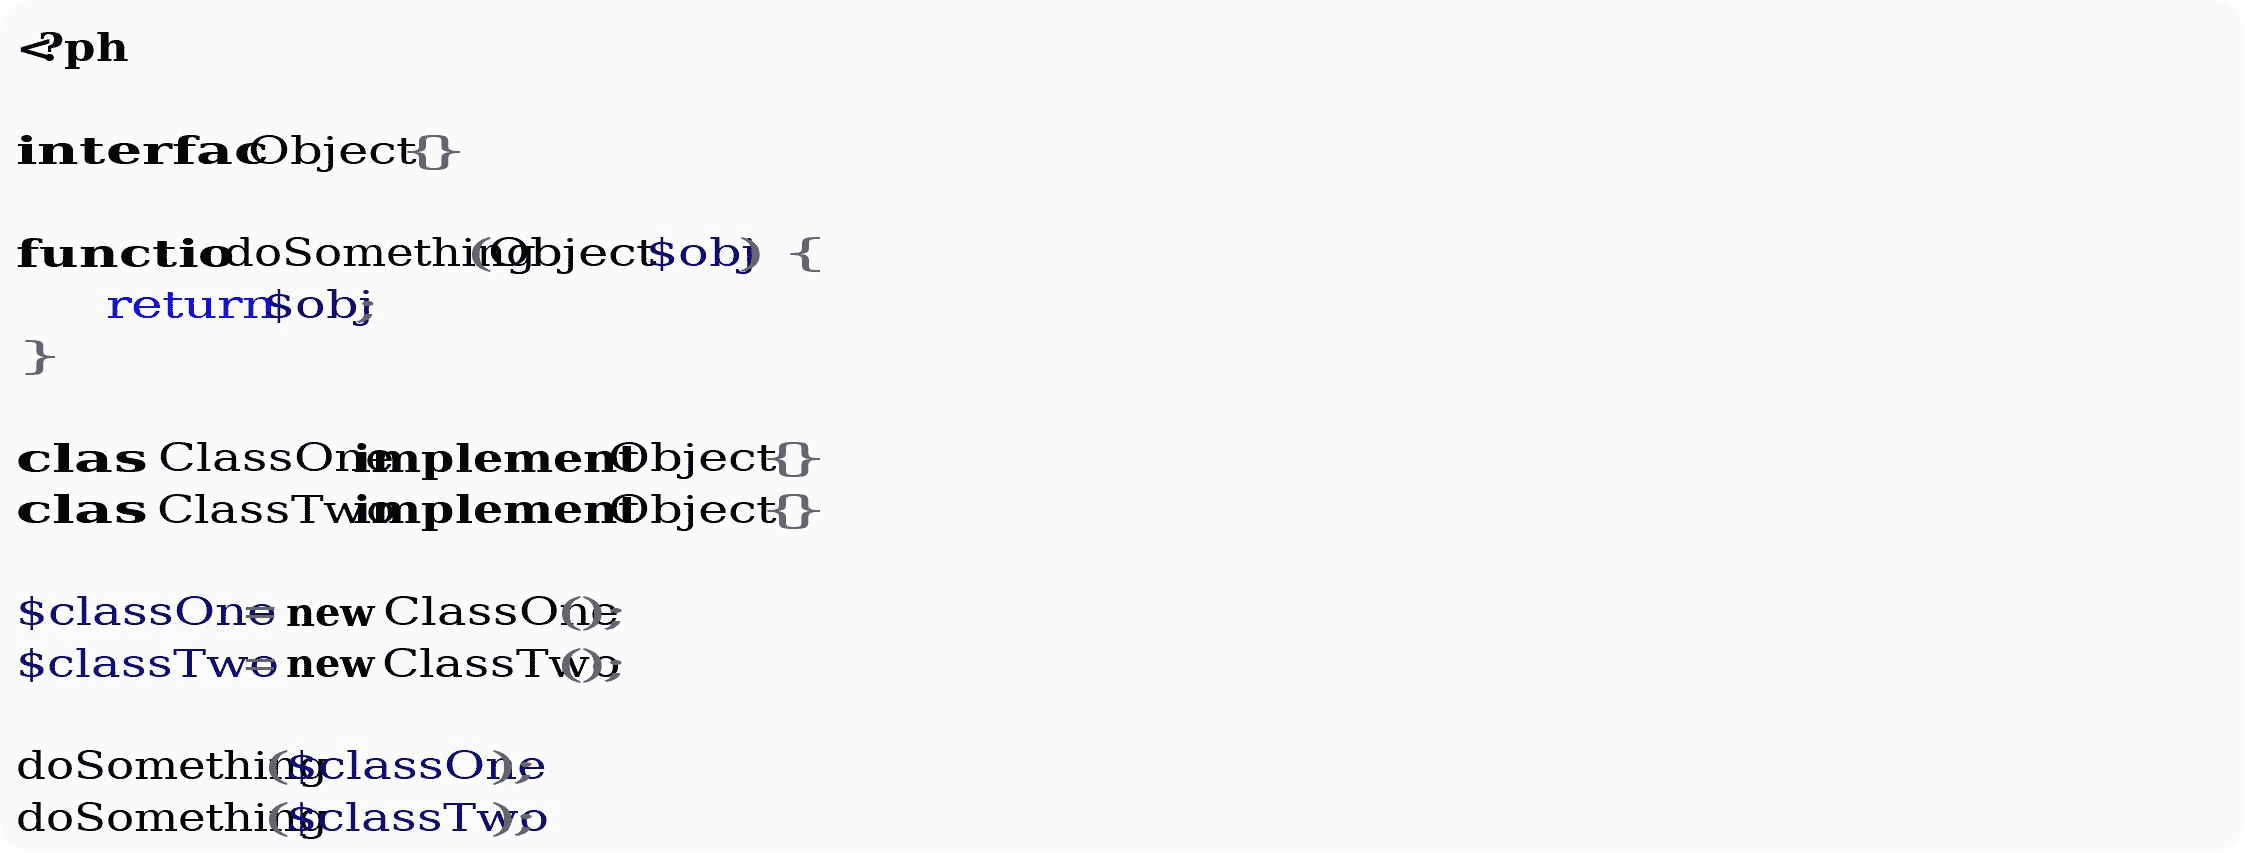 <?ph
interfac Object {}
functio doSomething(Object $obj) {
return $obj;
}
clas ClassOne implement Object {}
clas ClassTwo implement Object {}
$classOne = new ClassOne();
$classTwo = new ClassTwo();
doSomething($classOne);
doSomething($classTwo);